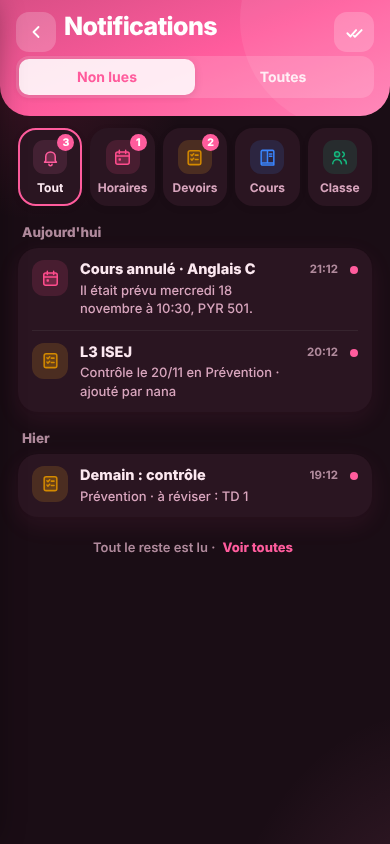 Notifications
Non lues
Toutes
3
1
2
Tout
Horaires
Devoirs
Cours
Classe
Aujourd'hui
Cours annulé · Anglais C
21:12
Il était prévu mercredi 18
novembre à 10:30, PYR 501.
L3 ISEJ
20:12
Contrôle le 20/11 en Prévention ·
ajouté par nana
Hier
Demain : contrôle
19:12
Prévention · à réviser : TD 1
Tout le reste est lu · Voir toutes